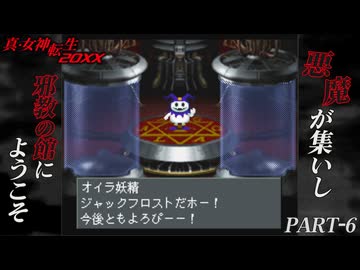 真・女神転生
20XX
悪魔が集いし
邪教の館に
ようこそ
オイラ妖精
ジャックフロストだホー！
今後ともよろぴーー！
PART-6